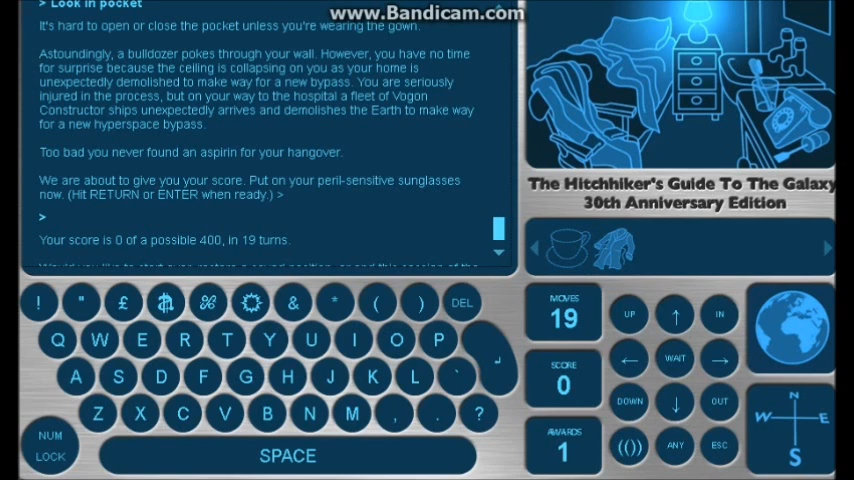 www.Bandicam.com
> Look in pocket
It's hard to open or close the pocket unless you're wearing the gown.
Astoundingly, a bulldozer pokes through your wall. However, you have no time
for surprise because the ceiling is collapsing on you as your home is
unexpectedly demolished to make way for a new bypass. You are seriously
injured in the process, but on your way to the hospital a fleet of Vogon
Constructor ships unexpectedly arrives and demolishes the Earth to make way
for a new hyperspace bypass.
Too bad you never found an aspirin for your hangover.
We are about to give you your score. Put on your peril-sensitive sunglasses
now. (Hit RETURN or ENTER when ready.) >
>
Your score is 0 of a possible 400, in 19 turns.
The Hitchhiker's Guide To The Galaxy
30th Anniversary Edition
! " £ & * ( ) DEL
Q W E R T Y U I O P
A S D F G H J K L `
Z X C V B N M , . ?
NUM
LOCK
SPACE
MOVES
19
SCORE
0
AWARDS
1
UP ↑ IN
← WAIT →
DOWN ↓ OUT
(()) ANY ESC
N
W E
S